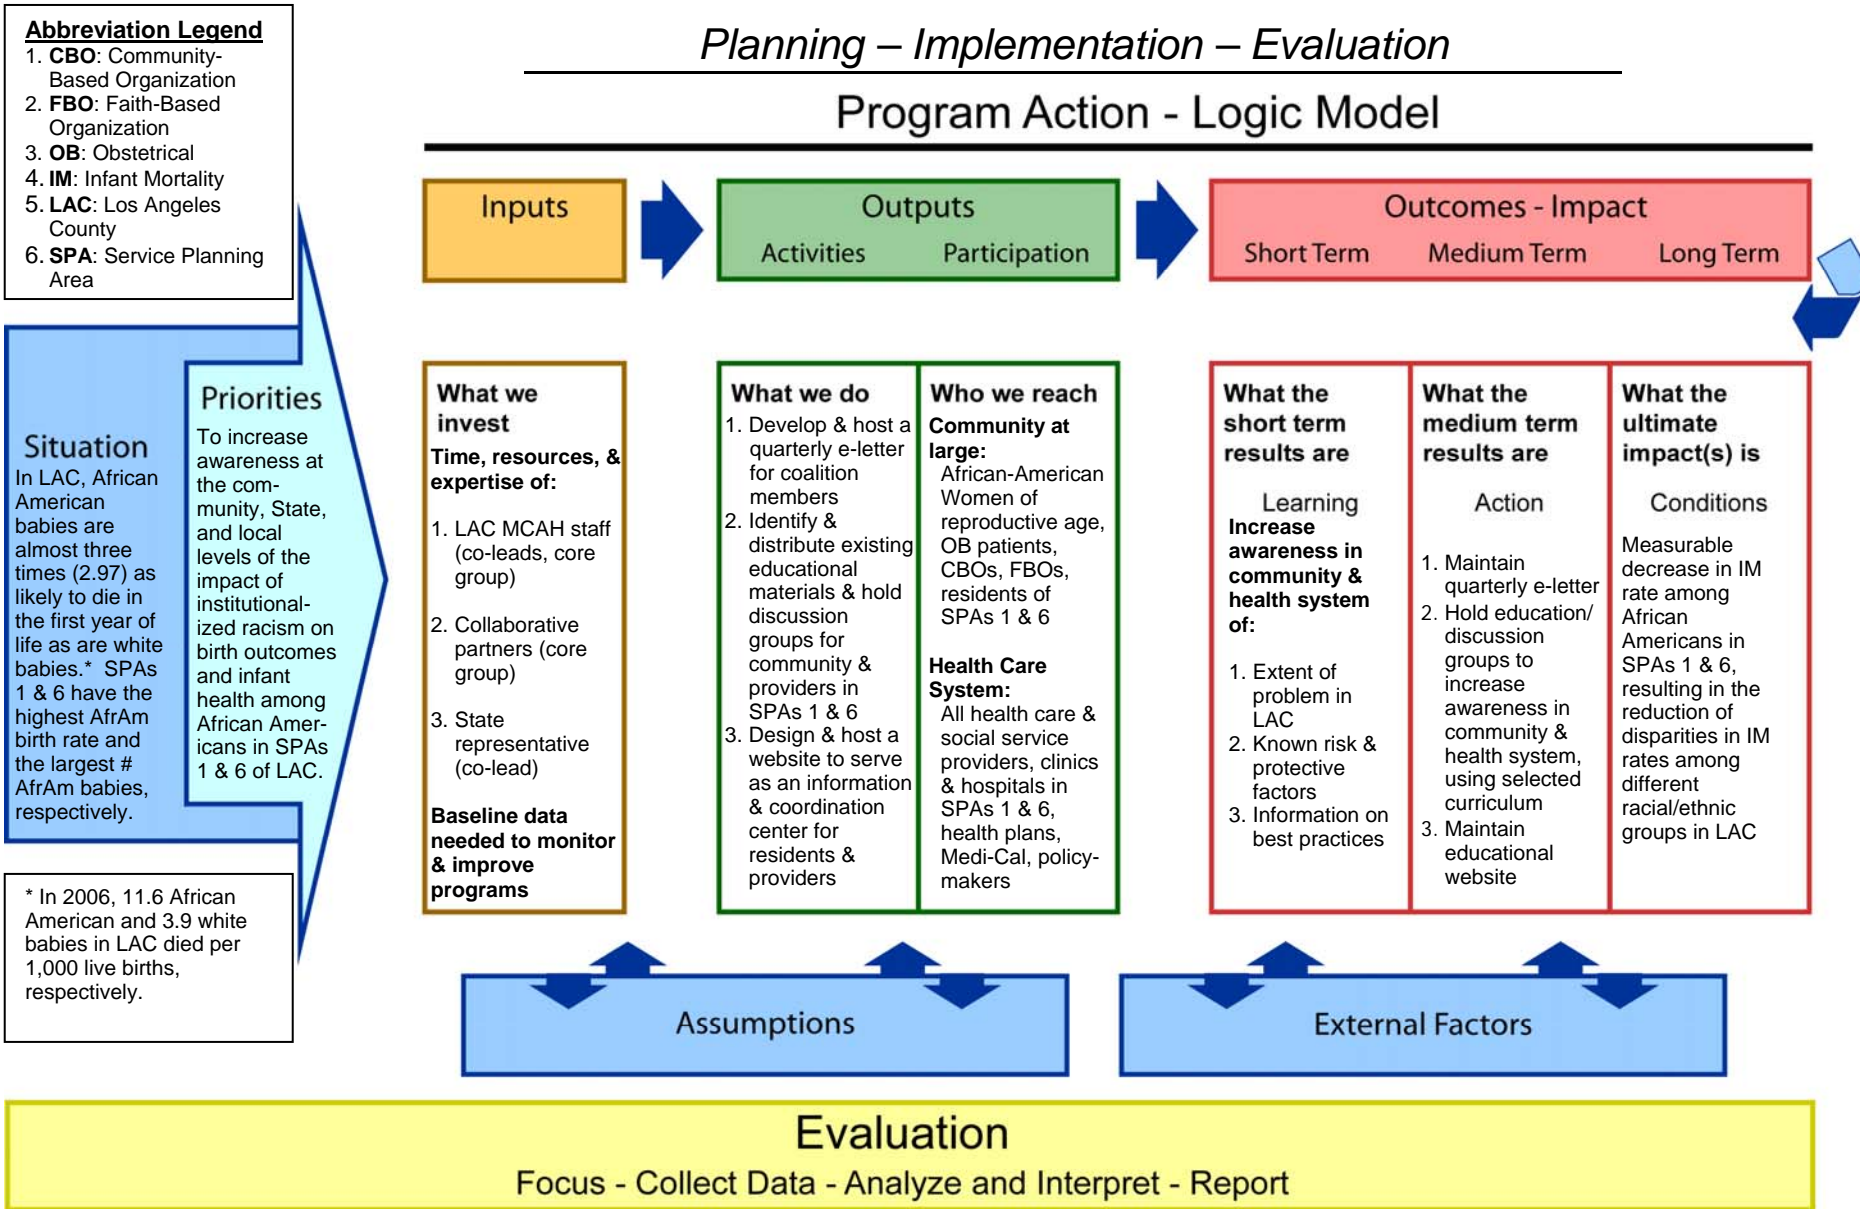 Abbreviation Legend
1. CBO: Community-
Based Organization
2. FBO: Faith-Based
Organization
3. OB: Obstetrical
4. IM: Infant Mortality
5. LAC: Los Angeles
County
6. SPA: Service Planning
Area
Planning – Implementation – Evaluation
Program Action - Logic Model
Inputs
Outputs
Activities
Participation
Outcomes - Impact
Short Term
Medium Term
Long Term
Situation
In LAC, African
American
babies are
almost three
times (2.97) as
likely to die in
the first year of
life as are white
babies.* SPAs
1 & 6 have the
highest AfrAm
birth rate and
the largest #
AfrAm babies,
respectively.
Priorities
To increase
awareness at
the com-
munity, State,
and local
levels of the
impact of
institutional-
ized racism on
birth outcomes
and infant
health among
African Amer-
icans in SPAs
1 & 6 of LAC.
* In 2006, 11.6 African
American and 3.9 white
babies in LAC died per
1,000 live births,
respectively.
What we
invest
Time, resources, &
expertise of:
1. LAC MCAH staff
(co-leads, core
group)
2. Collaborative
partners (core
group)
3. State
representative
(co-lead)
Baseline data
needed to monitor
& improve
programs
What we do
1. Develop & host a
quarterly e-letter
for coalition
members
2. Identify &
distribute existing
educational
materials & hold
discussion
groups for
community &
providers in
SPAs 1 & 6
3. Design & host a
website to serve
as an information
& coordination
center for
residents &
providers
Who we reach
Community at
large:
African-American
Women of
reproductive age,
OB patients,
CBOs, FBOs,
residents of
SPAs 1 & 6
Health Care
System:
All health care &
social service
providers, clinics
& hospitals in
SPAs 1 & 6,
health plans,
Medi-Cal, policy-
makers
What the
short term
results are
Learning
Increase
awareness in
community &
health system
of:
1. Extent of
problem in
LAC
2. Known risk &
protective
factors
3. Information on
best practices
What the
medium term
results are
Action
1. Maintain
quarterly e-letter
2. Hold education/
discussion
groups to
increase
awareness in
community &
health system,
using selected
curriculum
3. Maintain
educational
website
What the
ultimate
impact(s) is
Conditions
Measurable
decrease in IM
rate among
African
Americans in
SPAs 1 & 6,
resulting in the
reduction of
disparities in IM
rates among
different
racial/ethnic
groups in LAC
Assumptions
External Factors
Evaluation
Focus - Collect Data - Analyze and Interpret - Report